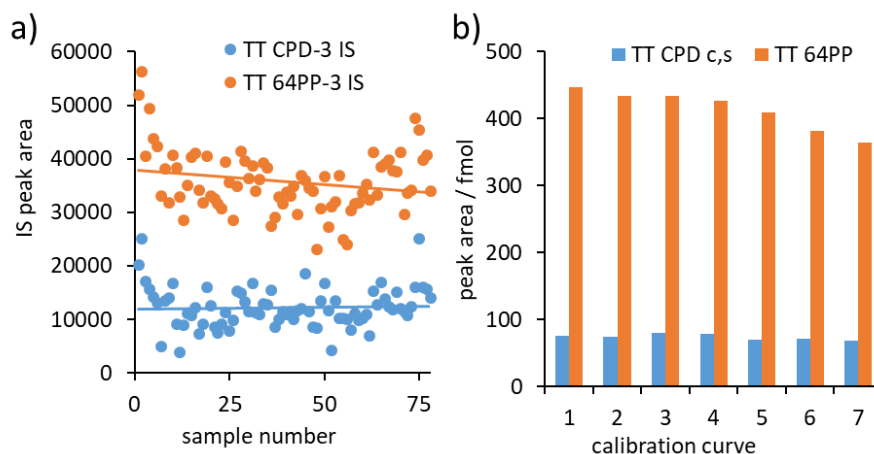 a)
TT CPD-3 IS
TT 64PP-3 IS
IS peak area
60000
50000
40000
30000
20000
10000
0
0 25 50 75
sample number
b)
TT CPD c,s TT 64PP
peak area / fmol
500
400
300
200
100
0
1 2 3 4 5 6 7
calibration curve